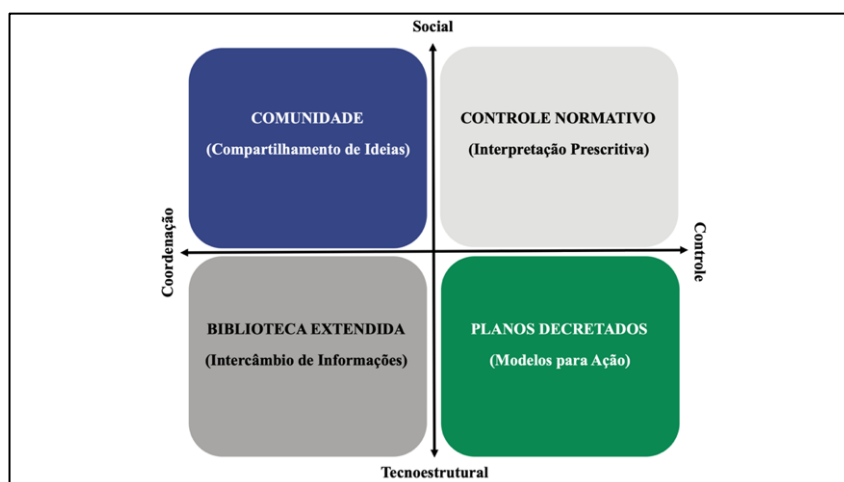 Social
COMUNIDADE
(Compartilhamento de Ideias)
CONTROLE NORMATIVO
(Interpretação Prescritiva)
Coordenação
Controle
BIBLIOTECA EXTENDIDA
(Intercâmbio de Informações)
PLANOS DECRETADOS
(Modelos para Ação)
Tecnoestrutural